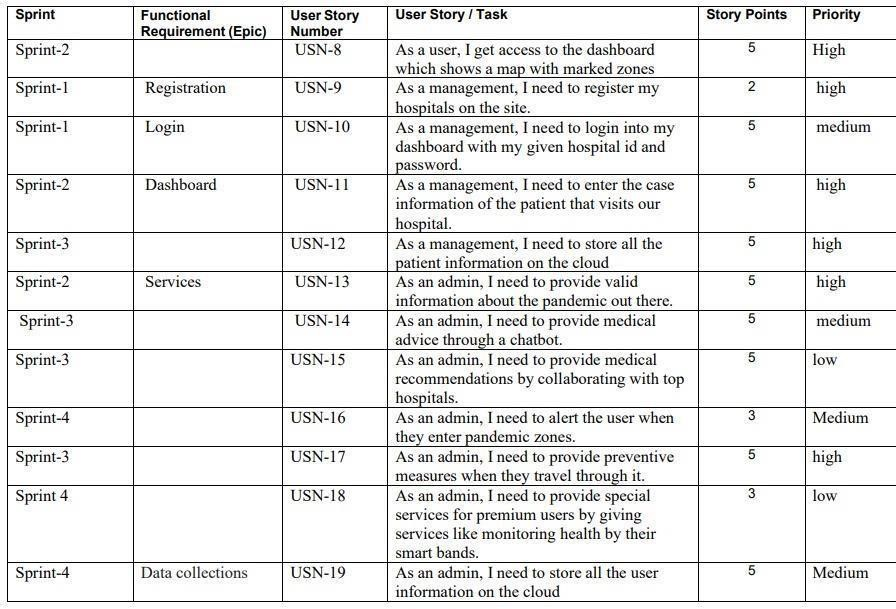 Sprint Functional Requirement (Epic) User Story Number User Story / Task Story Points Priority
Sprint-2 USN-8 As a user, I get access to the dashboard 5 High
which shows a map with marked zones
Sprint-1 Registration USN-9 As a management, I need to register my 2 high
hospitals on the site.
Sprint-1 Login USN-10 As a management, I need to login into my 5 medium
dashboard with my given hospital id and
password.
Sprint-2 Dashboard USN-11 As a management, I need to enter the case 5 high
information of the patient that visits our
hospital.
Sprint-3 USN-12 As a management, I need to store all the 5 high
patient information on the cloud
Sprint-2 Services USN-13 As an admin, I need to provide valid 5 high
information about the pandemic out there.
Sprint-3 USN-14 As an admin, I need to provide medical 5 medium
advice through a chatbot.
Sprint-3 USN-15 As an admin, I need to provide medical 5 low
recommendations by collaborating with top
hospitals.
Sprint-4 USN-16 As an admin, I need to alert the user when 3 Medium
they enter pandemic zones.
Sprint-3 USN-17 As an admin, I need to provide preventive 5 high
measures when they travel through it.
Sprint 4 USN-18 As an admin, I need to provide special 3 low
services for premium users by giving
services like monitoring health by their
smart bands.
Sprint-4 Data collections USN-19 As an admin, I need to store all the user 5 Medium
information on the cloud